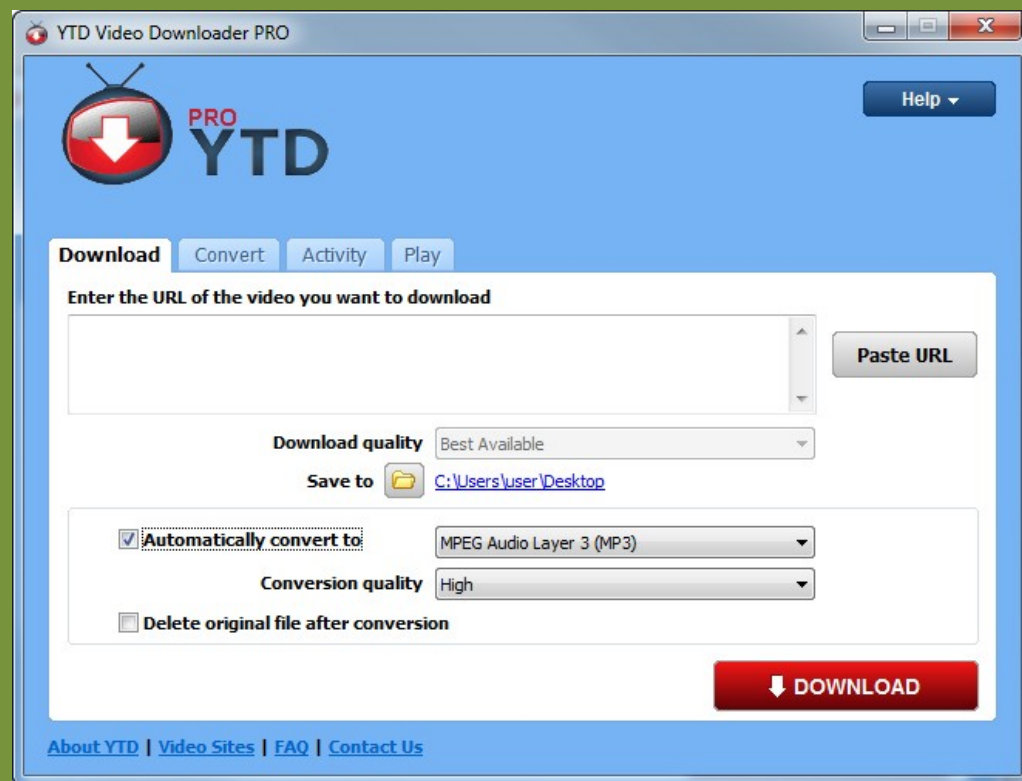 YTD Video Downloader PRO
Help
PRO
YTD
Download Convert Activity Play
Enter the URL of the video you want to download
Paste URL
Download quality Best Available
Save to C:\Users\user\Desktop
Automatically convert to MPEG Audio Layer 3 (MP3)
Conversion quality High
Delete original file after conversion
DOWNLOAD
About YTD | Video Sites | FAQ | Contact Us